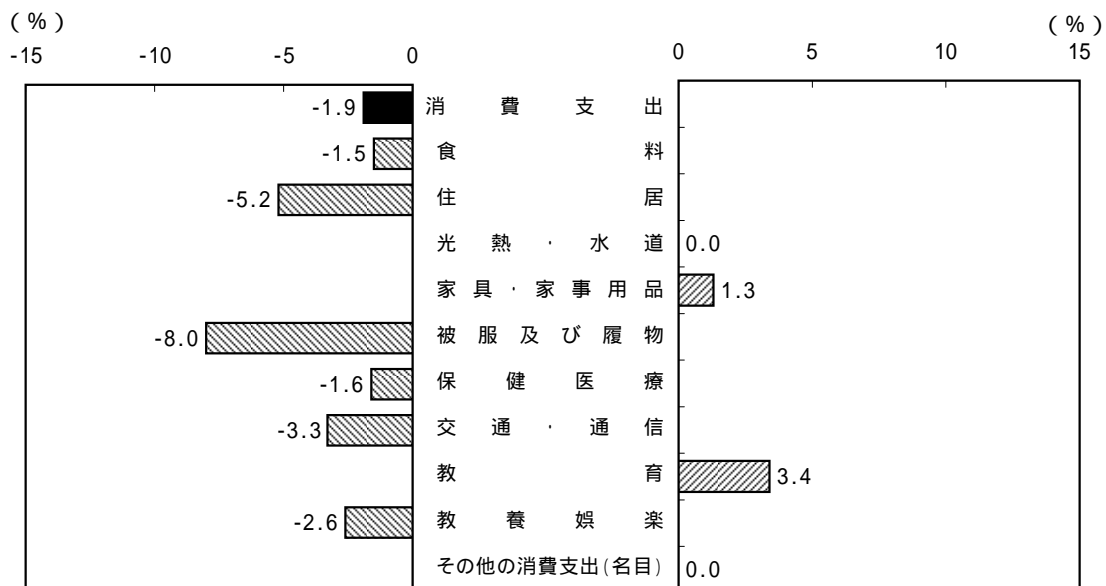 (%) (%)
-15 -10 -5 0 0 5 10 15
-1.9 消費支出
-1.5 食料
-5.2 住居
光熱・水道 0.0
家具・家事用品 1.3
-8.0 被服及び履物
-1.6 保健医療
-3.3 交通・通信
教育 3.4
-2.6 教養娯楽
その他の消費支出(名目) 0.0